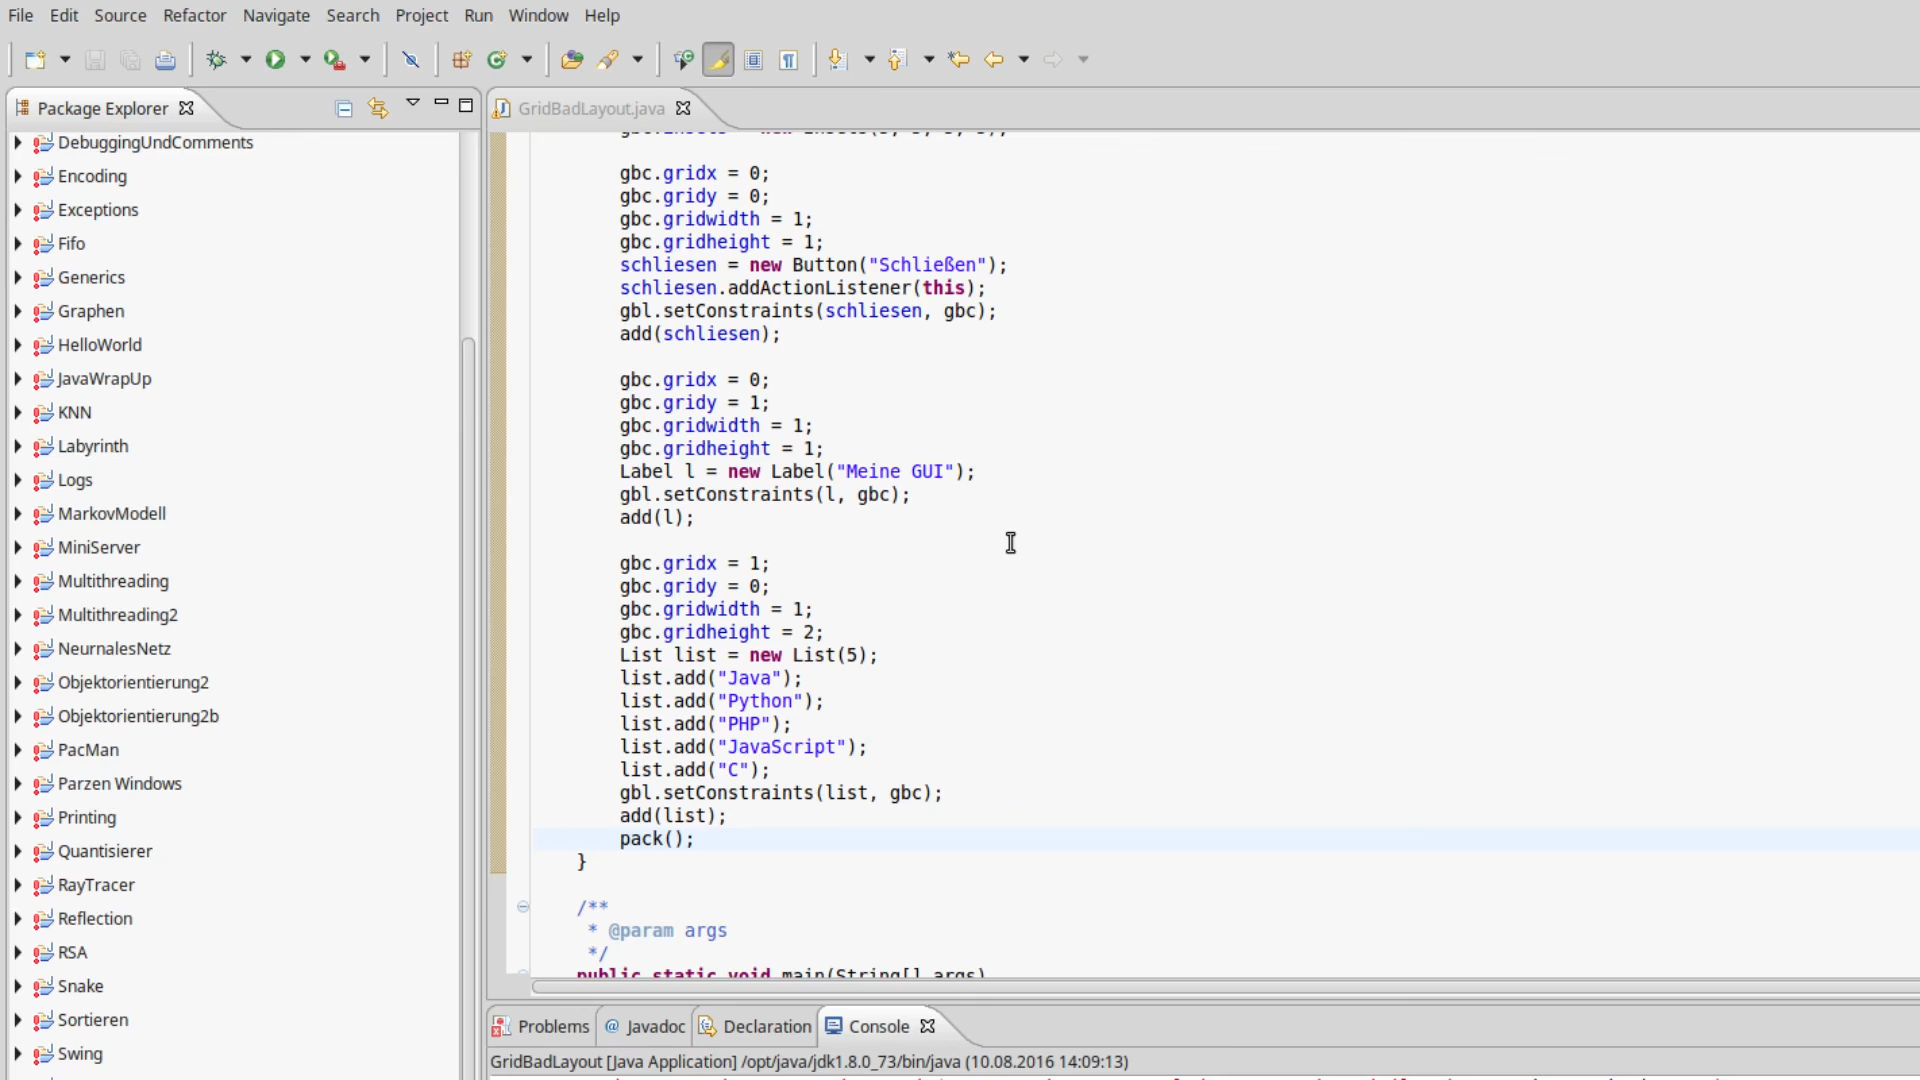 File Edit Source Refactor Navigate Search Project Run Window Help
Package Explorer
DebuggingUndComments
Encoding
Exceptions
Fifo
Generics
Graphen
HelloWorld
JavaWrapUp
KNN
Labyrinth
Logs
MarkovModell
MiniServer
Multithreading
Multithreading2
NeurnalesNetz
Objektorientierung2
Objektorientierung2b
PacMan
Parzen Windows
Printing
Quantisierer
RayTracer
Reflection
RSA
Snake
Sortieren
Swing
GridBadLayout.java
gbc.gridx = 0;
gbc.gridy = 0;
gbc.gridwidth = 1;
gbc.gridheight = 1;
schliesen = new Button("Schließen");
schliesen.addActionListener(this);
gbl.setConstraints(schliesen, gbc);
add(schliesen);
gbc.gridx = 0;
gbc.gridy = 1;
gbc.gridwidth = 1;
gbc.gridheight = 1;
Label l = new Label("Meine GUI");
gbl.setConstraints(l, gbc);
add(l);
gbc.gridx = 1;
gbc.gridy = 0;
gbc.gridwidth = 1;
gbc.gridheight = 2;
List list = new List(5);
list.add("Java");
list.add("Python");
list.add("PHP");
list.add("JavaScript");
list.add("C");
gbl.setConstraints(list, gbc);
add(list);
pack();
}
/**
* @param args
*/
public static void main(String[] args)
Problems @ Javadoc Declaration Console
GridBadLayout [Java Application] /opt/java/jdk1.8.0_73/bin/java (10.08.2016 14:09:13)